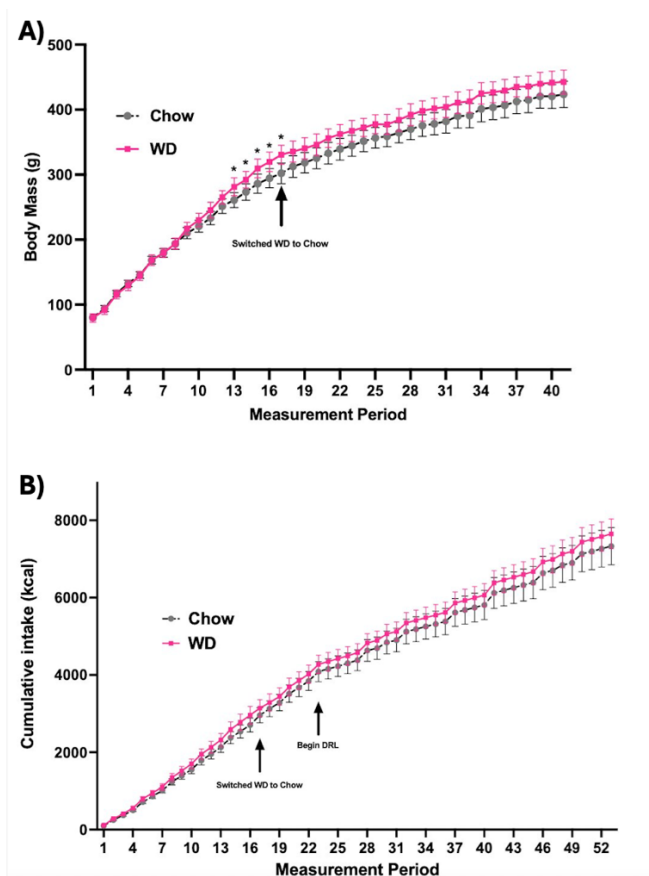 A)
500
400
300
200
100
0
Body Mass (g)
Chow
WD
* * * * *
Switched WD to Chow
1 4 7 10 13 16 19 22 25 28 31 34 37 40
Measurement Period
B)
8000
6000
4000
2000
0
Cumulative intake (kcal)
Chow
WD
Begin DRL
Switched WD to Chow
1 4 7 10 13 16 19 22 25 28 31 34 37 40 43 46 49 52
Measurement Period